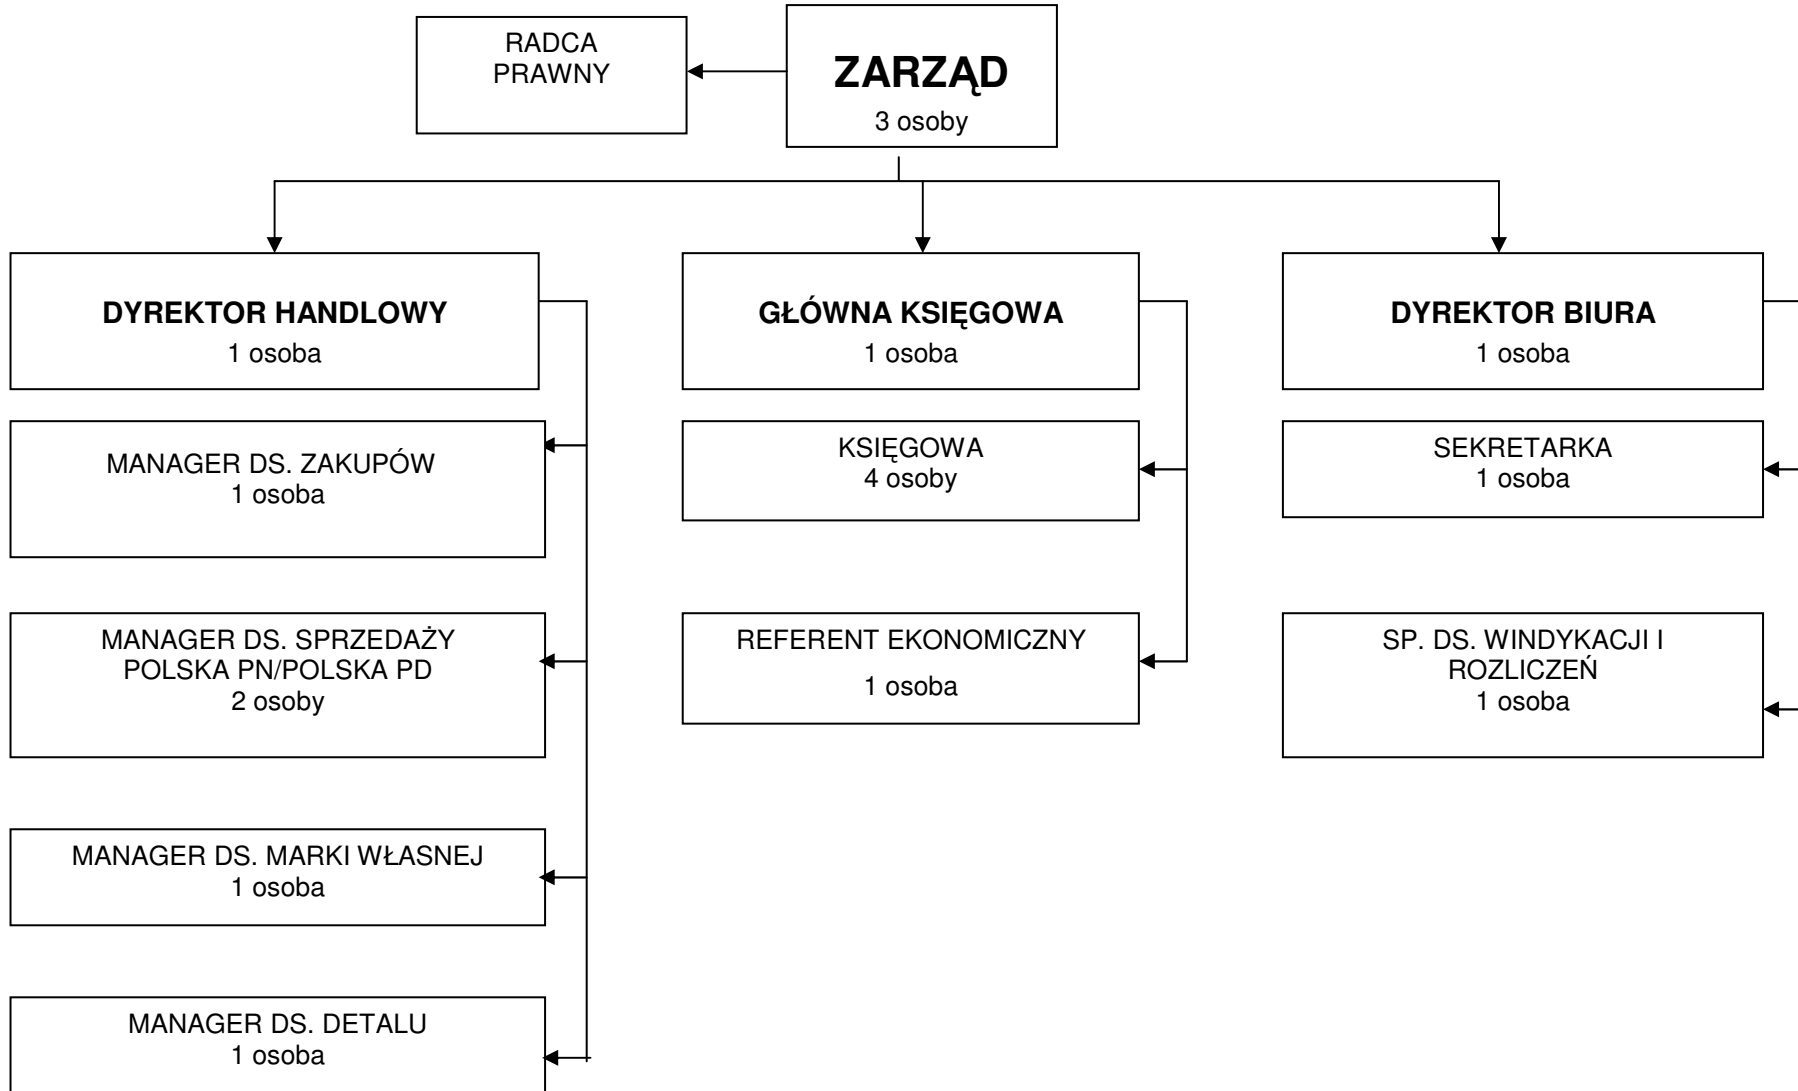 RADCA
PRAWNY
ZARZĄD
3 osoby
DYREKTOR HANDLOWY
1 osoba
GŁÓWNA KSIĘGOWA
1 osoba
DYREKTOR BIURA
1 osoba
MANAGER DS. ZAKUPÓW
1 osoba
KSIĘGOWA
4 osoby
SEKRETARKA
1 osoba
MANAGER DS. SPRZEDAŻY
POLSKA PN/POLSKA PD
2 osoby
REFERENT EKONOMICZNY
1 osoba
SP. DS. WINDYKACJI I
ROZLICZEŃ
1 osoba
MANAGER DS. MARKI WŁASNEJ
1 osoba
MANAGER DS. DETALU
1 osoba